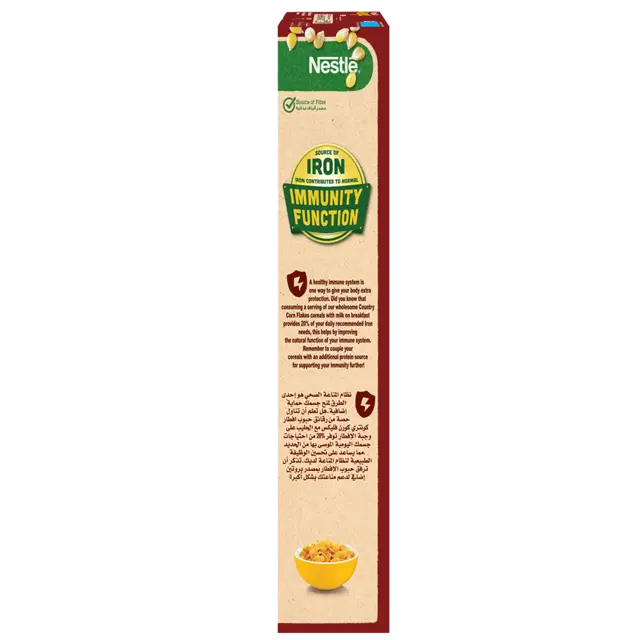 Nestle
Source of Fibre
مصدر ألياف غذائية
SOURCE OF
IRON
IRON CONTRIBUTES TO NORMAL
IMMUNITY
FUNCTION
A healthy immune system is
one way to give your body extra
protection. Did you know that
consuming a serving of our wholesome Country
Corn Flakes cereals with milk on breakfast
provides 20% of your daily recommended Iron
needs, this helps by improving
the natural function of your immune system.
Remember to couple your
cereals with an additional protein source
for supporting your immunity further!
نظام المناعة الصحي هو إحدى
الطرق لمنح جسمك حماية
إضافية. هل تعلم أن تناول
حصة من رقائق حبوب افطار
كونتري كورن فليكس مع الحليب على
وجبة الإفطار توفر 20% من احتياجات
جسمك اليومية الموصى بها من الحديد
مما يساعد على تحسين الوظيفة
الطبيعية لنظام المناعة لديك. تذكر أن
ترفق حبوب الإفطار بمصدر بروتين
إضافي لدعم مناعتك بشكل أكبر!